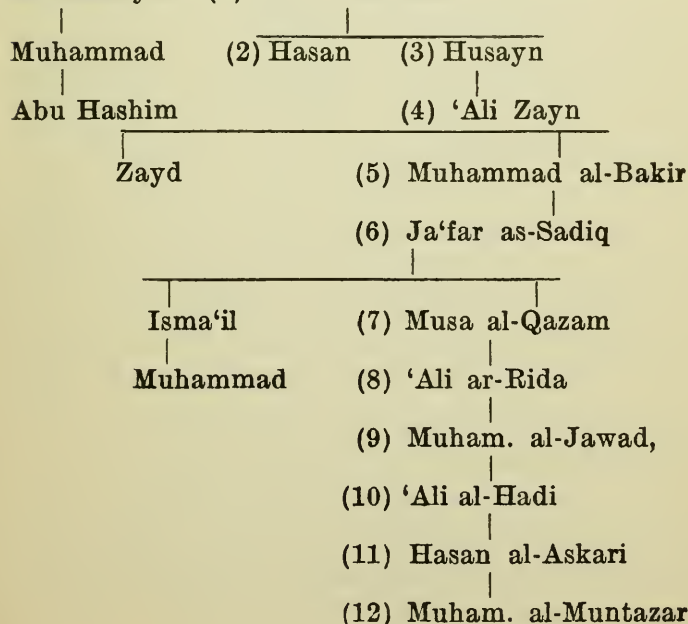 Muhammad (2) Hasan (3) Husayn
Abu Hashim (4) ‘Ali Zayn
Zayd (5) Muhammad al-Bakir
(6) Ja‘far as-Sadiq
Isma‘il (7) Musa al-Qazam
Muhammad (8) ‘Ali ar-Rida
(9) Muham. al-Jawad,
(10) ‘Ali al-Hadi
(11) Hasan al-Askari
(12) Muham. al-Muntazar